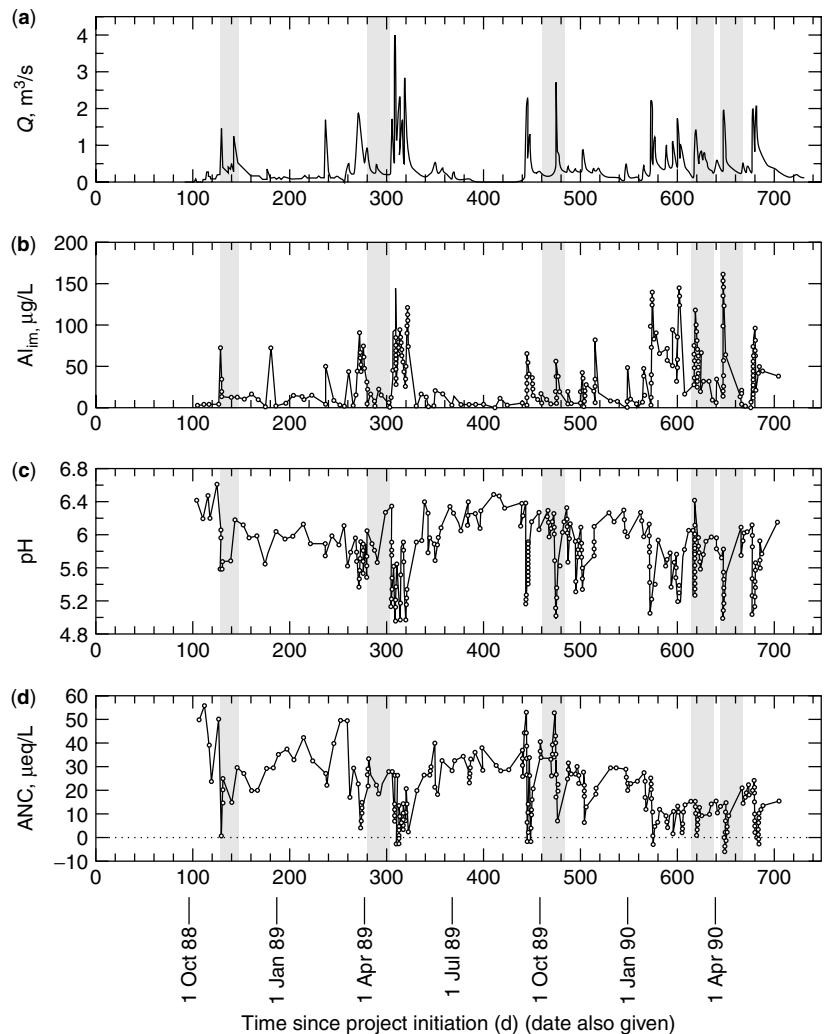 (a)
Q, m³/s
4
3
2
1
0
0 100 200 300 400 500 600 700
(b)
Al_im, µg/L
200
150
100
50
0
0 100 200 300 400 500 600 700
(c)
pH
6.8
6.4
6
5.6
5.2
4.8
0 100 200 300 400 500 600 700
(d)
ANC, µeq/L
60
50
40
30
20
10
0
−10
0 100 200 300 400 500 600 700
1 Oct 88
1 Jan 89
1 Apr 89
1 Jul 89
1 Oct 89
1 Jan 90
1 Apr 90
Time since project initiation (d) (date also given)